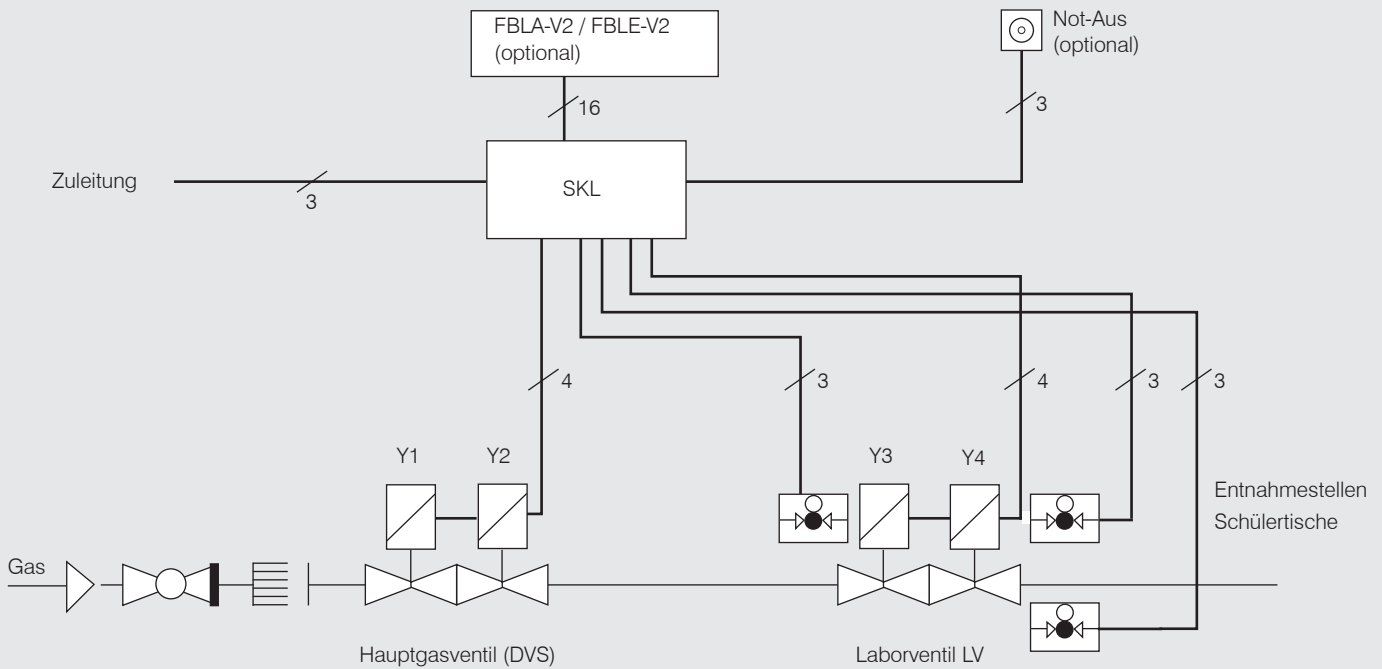 FBLA-V2 / FBLE-V2
(optional)
Not-Aus
(optional)
16
3
Zuleitung
3
SKL
4
3
4
3
3
Y1
Y2
Y3
Y4
Entnahmestellen
Schülertische
Gas
Hauptgasventil (DVS)
Laborventil LV